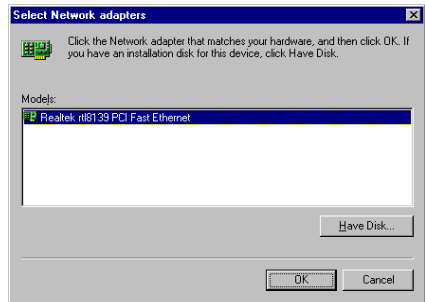 Select Network adapters
Click the Network adapter that matches your hardware, and then click OK. If
you have an installation disk for this device, click Have Disk.
Models:
Realtek rtl8139 PCI Fast Ethernet
Have Disk...
OK
Cancel